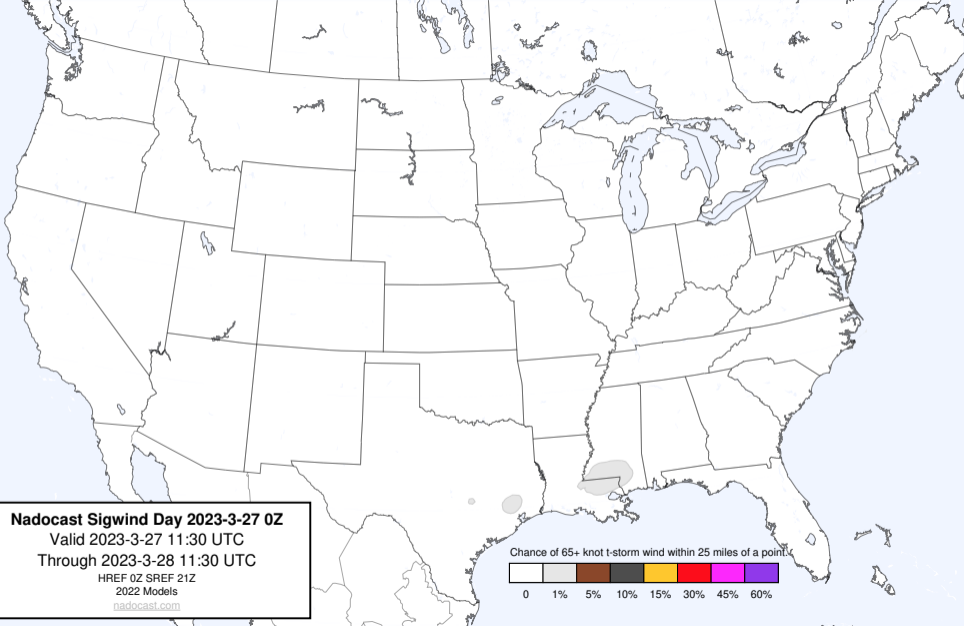 Nadocast Sigwind Day 2023-3-27 0Z
Valid 2023-3-27 11:30 UTC
Through 2023-3-28 11:30 UTC
HREF 0Z SREF 21Z
2022 Models
nadocast.com
Chance of 65+ knot t-storm wind within 25 miles of a point.
0 1% 5% 10% 15% 30% 45% 60%